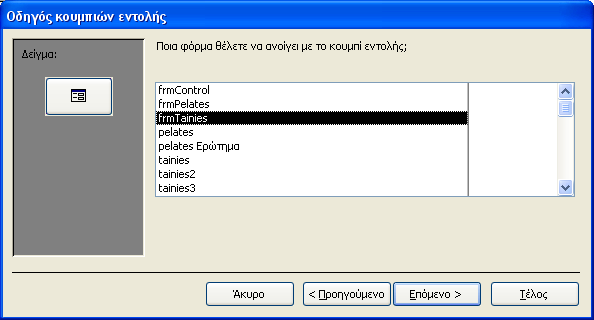 Οδηγός κουμπιών εντολής
Δείγμα:
Ποια φόρμα θέλετε να ανοίγει με το κουμπί εντολής;
frmControl
frmPelates
frmTainies
pelates
pelates Ερώτημα
tainies
tainies2
tainies3
Άκυρο
< Προηγούμενο
Επόμενο >
Τέλος